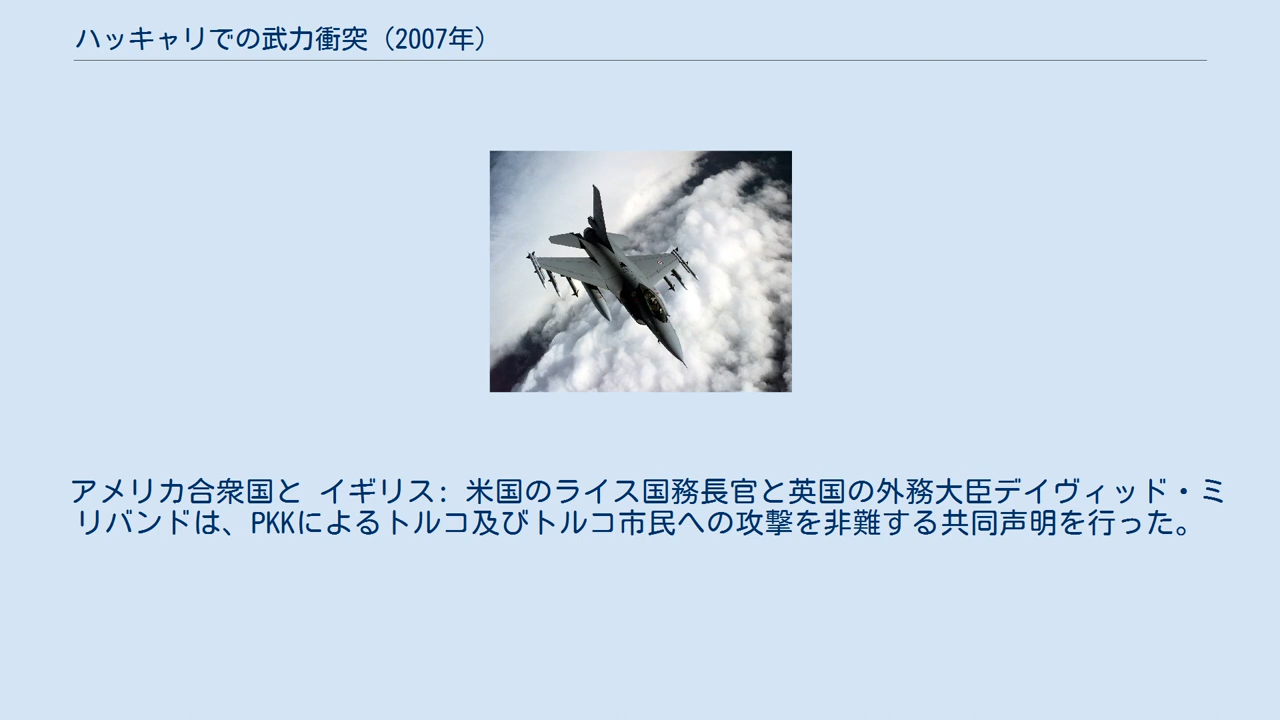 ハッキャリでの武力衝突（2007年）
アメリカ合衆国と イギリス: 米国のライス国務長官と英国の外務大臣デイヴィッド・ミ
リバンドは、PKKによるトルコ及びトルコ市民への攻撃を非難する共同声明を行った。